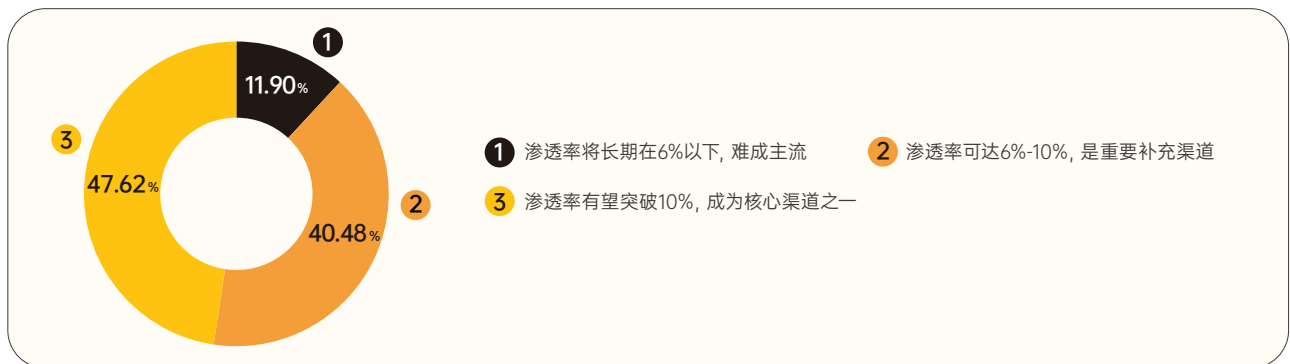 1
11.90%
3
47.62%
2
40.48%
1 渗透率将长期在6%以下, 难成主流
2 渗透率可达6%-10%, 是重要补充渠道
3 渗透率有望突破10%, 成为核心渠道之一